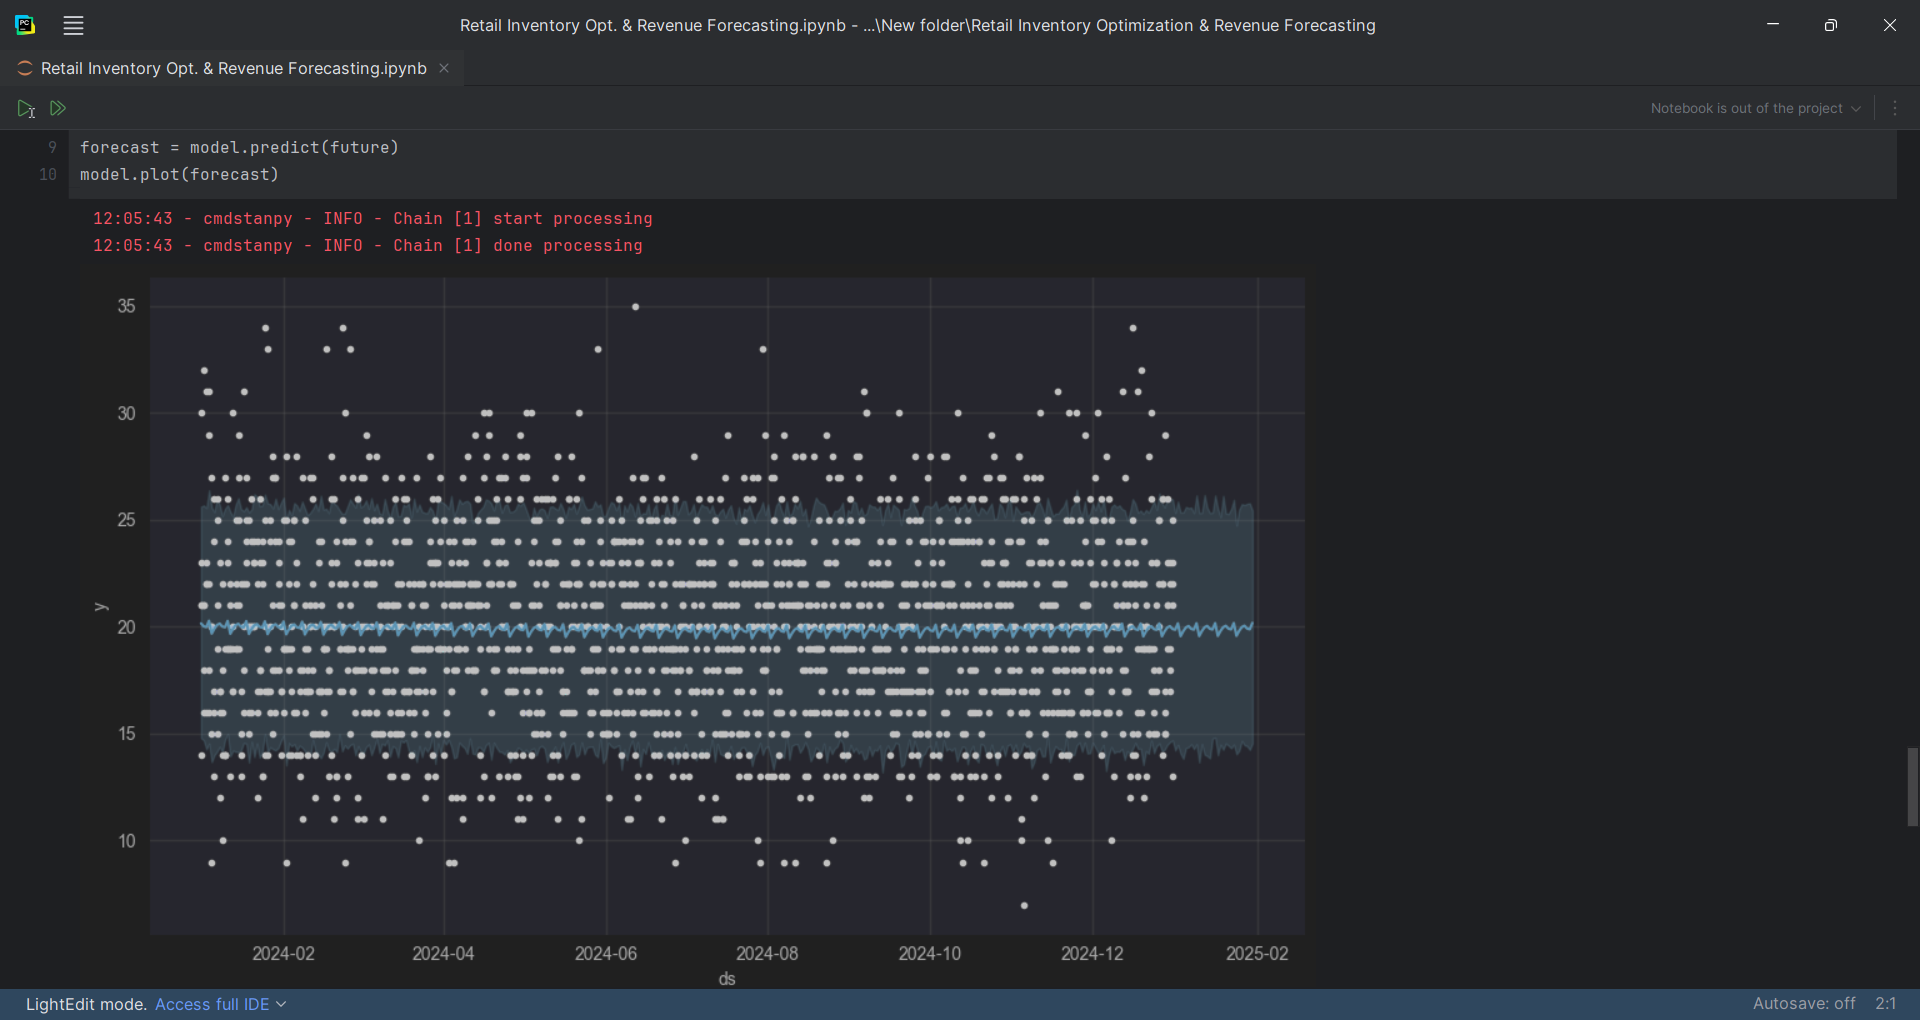 Retail Inventory Opt. & Revenue Forecasting.ipynb - ...\New folder\Retail Inventory Optimization & Revenue Forecasting
PC
Retail Inventory Opt. & Revenue Forecasting.ipynb
Notebook is out of the project
9 forecast = model.predict(future)
10 model.plot(forecast)
12:05:43 - cmdstanpy - INFO - Chain [1] start processing
12:05:43 - cmdstanpy - INFO - Chain [1] done processing
35
30
25
y
20
15
10
2024-02 2024-04 2024-06 2024-08 2024-10 2024-12 2025-02
ds
LightEdit mode. Access full IDE
Autosave: off 2:1